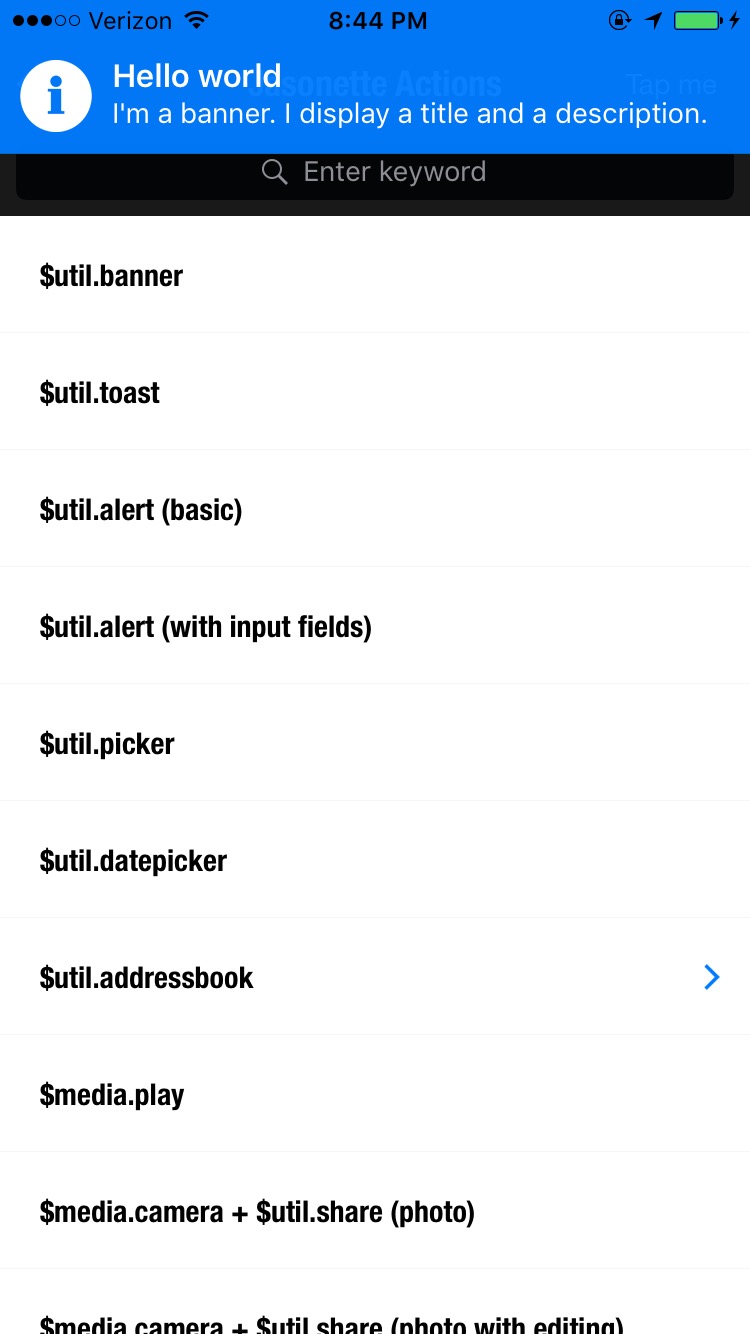 Verizon 8:44 PM
Hello world
Jasonette Actions
Tap me
I'm a banner. I display a title and a description.
Enter keyword
$util.banner
$util.toast
$util.alert (basic)
$util.alert (with input fields)
$util.picker
$util.datepicker
$util.addressbook
$media.play
$media.camera + $util.share (photo)
$media.camera + $util.share (photo with editing)